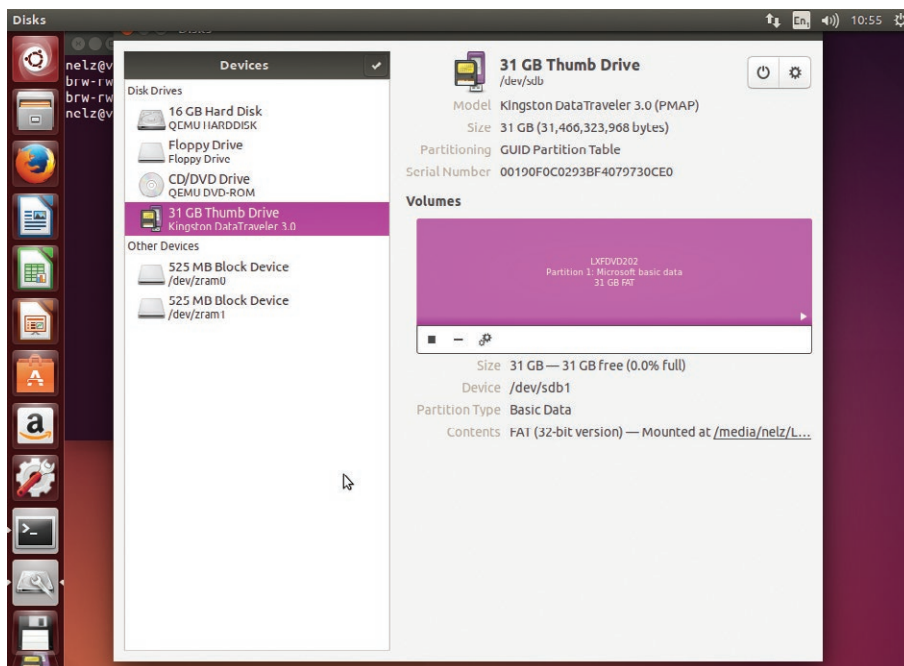 Disks
En
10:55
nelz@v
brw-rw
brw-rw
nelz@v
Devices
Disk Drives
16 GB Hard Disk
QEMU HARDDISK
Floppy Drive
Floppy Drive
CD/DVD Drive
QEMU DVD-ROM
31 GB Thumb Drive
Kingston DataTraveler 3.0
Other Devices
525 MB Block Device
/dev/zram0
525 MB Block Device
/dev/zram1
31 GB Thumb Drive
/dev/sdb
Model Kingston DataTraveler 3.0 (PMAP)
Size 31 GB (31,466,323,968 bytes)
Partitioning GUID Partition Table
Serial Number 00190F0C0293BF4079730CE0
Volumes
LXFDVD202
Partition 1: Microsoft basic data
31 GB FAT
Size 31 GB — 31 GB free (0.0% full)
Device /dev/sdb1
Partition Type Basic Data
Contents FAT (32-bit version) — Mounted at /media/nelz/L...